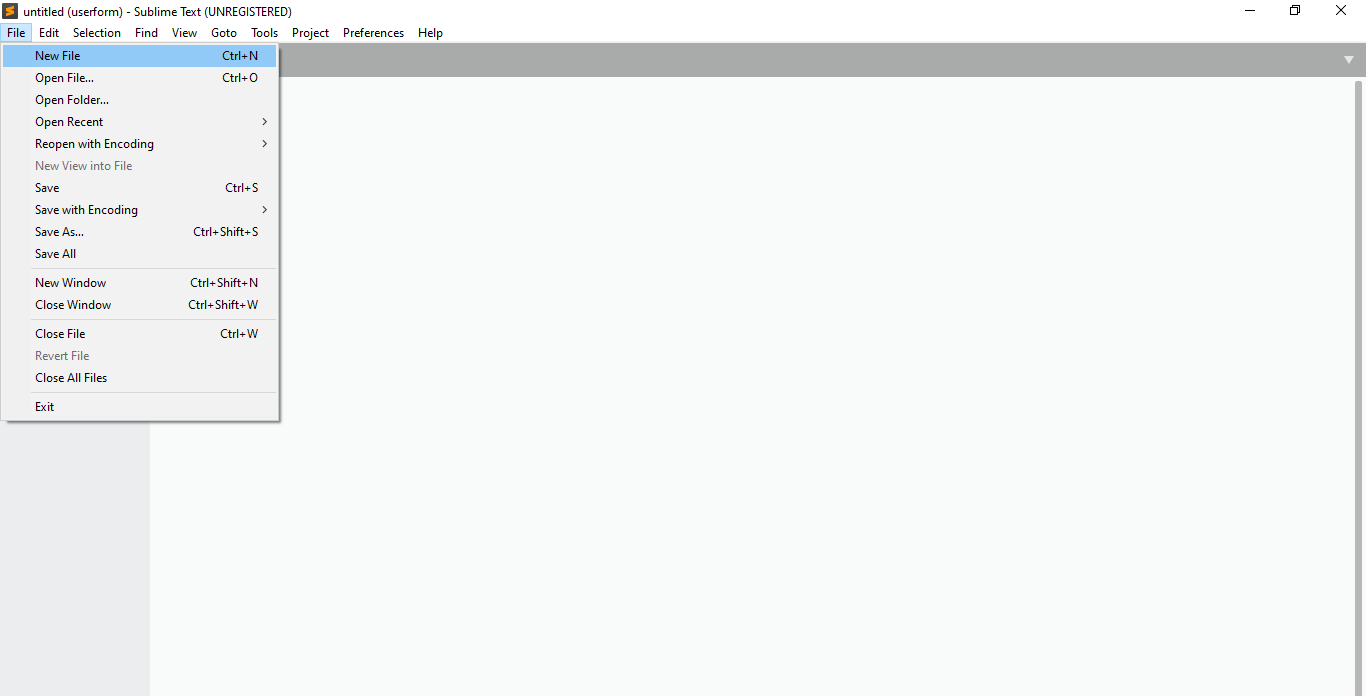 untitled (userform) - Sublime Text (UNREGISTERED)
File Edit Selection Find View Goto Tools Project Preferences Help
New File Ctrl+N
Open File... Ctrl+O
Open Folder...
Open Recent
Reopen with Encoding
New View into File
Save Ctrl+S
Save with Encoding
Save As... Ctrl+Shift+S
Save All
New Window Ctrl+Shift+N
Close Window Ctrl+Shift+W
Close File Ctrl+W
Revert File
Close All Files
Exit